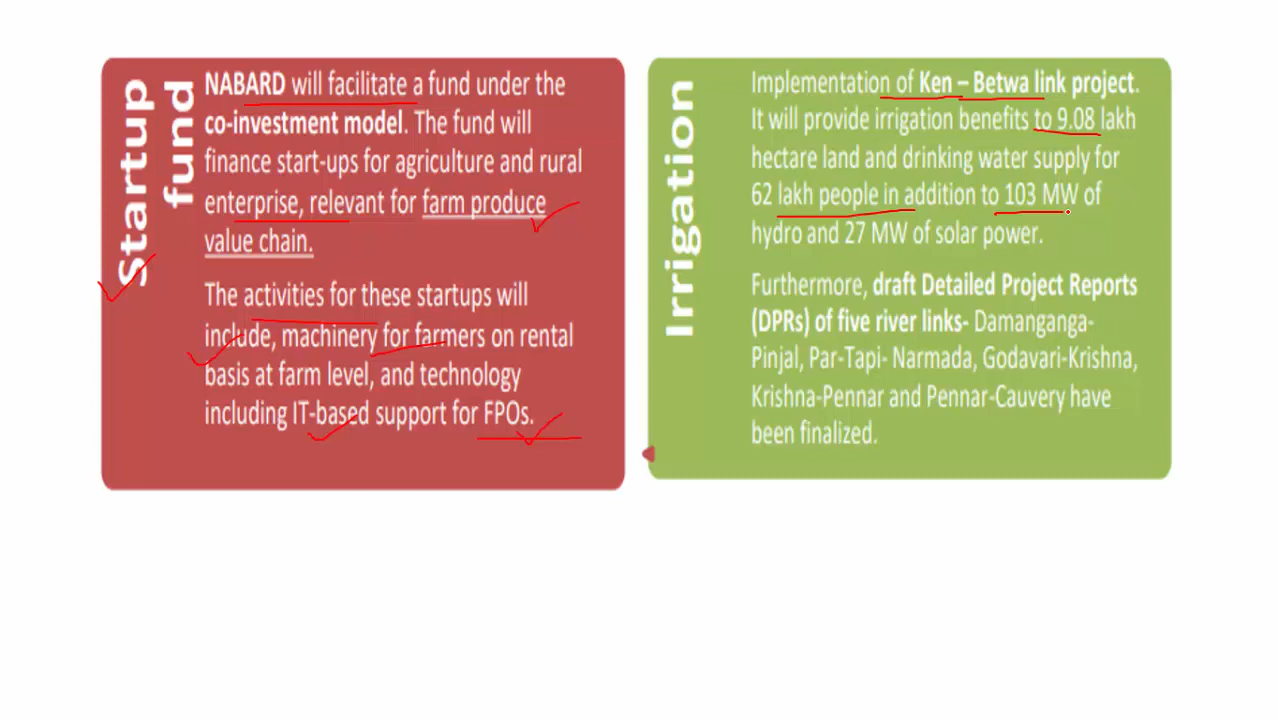 Startup
fund
NABARD will facilitate a fund under the
co-investment model. The fund will
finance start-ups for agriculture and rural
enterprise, relevant for farm produce
value chain.
The activities for these startups will
include, machinery for farmers on rental
basis at farm level, and technology
including IT-based support for FPOs.
Irrigation
Implementation of Ken – Betwa link project.
It will provide irrigation benefits to 9.08 lakh
hectare land and drinking water supply for
62 lakh people in addition to 103 MW of
hydro and 27 MW of solar power.
Furthermore, draft Detailed Project Reports
(DPRs) of five river links- Damanganga-
Pinjal, Par-Tapi- Narmada, Godavari-Krishna,
Krishna-Pennar and Pennar-Cauvery have
been finalized.